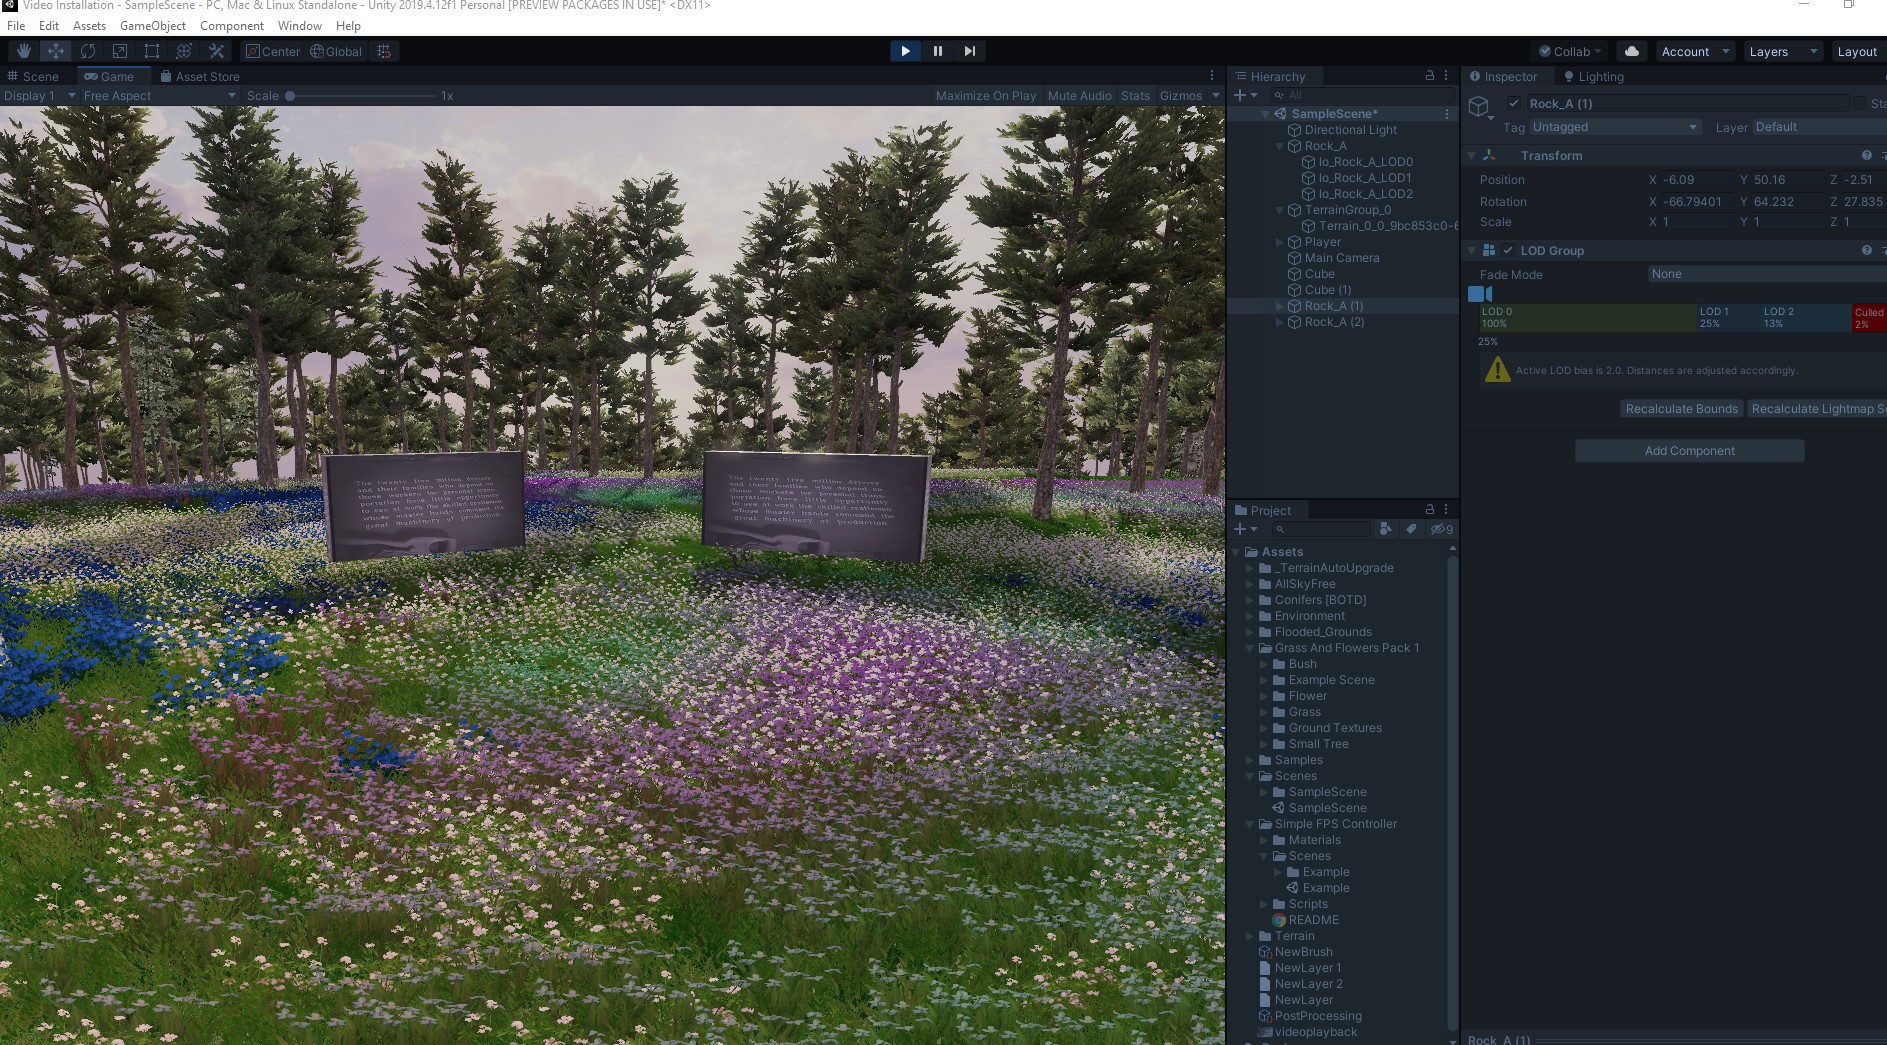 Video Installation - SampleScene - PC, Mac & Linux Standalone - Unity 2019.4.12f1 Personal [PREVIEW PACKAGES IN USE]* <DX11>
File Edit Assets GameObject Component Window Help
Center Global Collab Account Layers Layout
Scene Game Asset Store
Display 1 Free Aspect Scale 1x Maximize On Play Mute Audio Stats Gizmos
The twenty five million drivers
and their families who depend on
these workers for personal trans-
portation have little opportunity
to see at work the skilled craftsmen
whose master hands command the
great machinery of production.
The twenty five million drivers
and their families who depend on
these workers for personal trans-
portation have little opportunity
to see at work the skilled craftsmen
whose master hands command the
great machinery of production.
Hierarchy
All
SampleScene*
Directional Light
Rock_A
lo_Rock_A_LOD0
lo_Rock_A_LOD1
lo_Rock_A_LOD2
TerrainGroup_0
Terrain_0_0_9bc853c0-6
Player
Main Camera
Cube
Cube (1)
Rock_A (1)
Rock_A (2)
Project
9
Assets
_TerrainAutoUpgrade
AllSkyFree
Conifers [BOTD]
Environment
Flooded_Grounds
Grass And Flowers Pack 1
Bush
Example Scene
Flower
Grass
Ground Textures
Small Tree
Samples
Scenes
SampleScene
SampleScene
Simple FPS Controller
Materials
Scenes
Example
Example
Scripts
README
Terrain
NewBrush
NewLayer 1
NewLayer 2
NewLayer
PostProcessing
videoplayback
Inspector Lighting
Rock_A (1) Sta
Tag Untagged Layer Default
Transform
Position X -6.09 Y 50.16 Z -2.51
Rotation X -66.79401 Y 64.232 Z 27.835
Scale X 1 Y 1 Z 1
LOD Group
Fade Mode None
LOD 0 LOD 1 LOD 2 Culled
100% 25% 13% 2%
25%
Active LOD bias is 2.0. Distances are adjusted accordingly.
Recalculate Bounds Recalculate Lightmap Sc
Add Component
Rock_A (1)